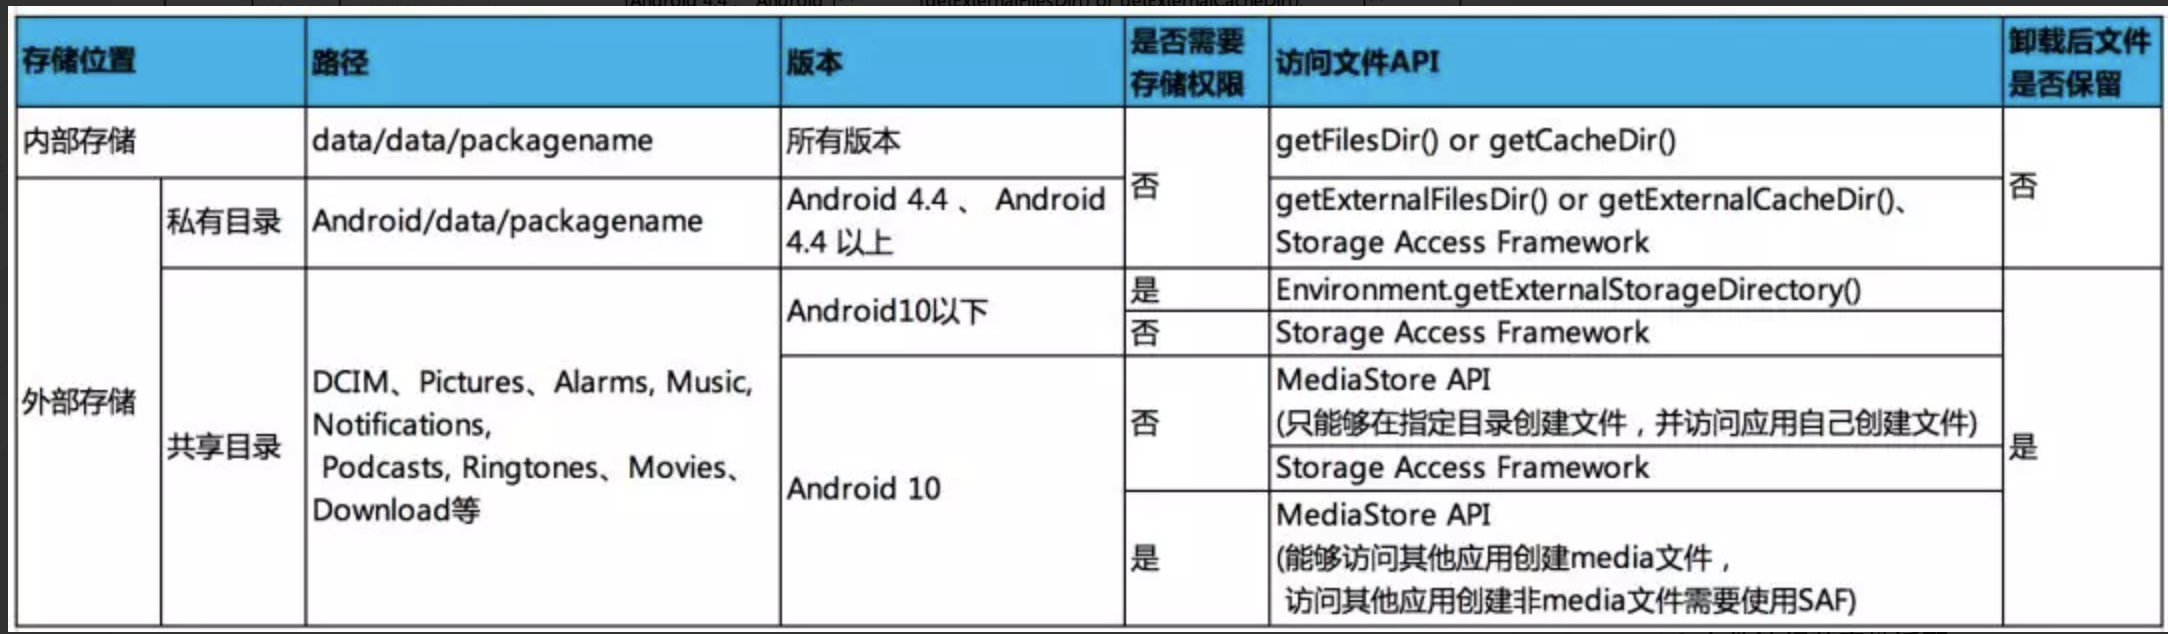 存储位置
路径
版本
是否需要
存储权限
访问文件API
卸载后文件
是否保留
内部存储
data/data/packagename
所有版本
否
getFilesDir() or getCacheDir()
否
外部存储
私有目录
Android/data/packagename
Android 4.4 、 Android
4.4 以上
getExternalFilesDir() or getExternalCacheDir()、
Storage Access Framework
共享目录
DCIM、Pictures、Alarms, Music,
Notifications,
Podcasts, Ringtones、Movies、
Download等
Android10以下
是
Environment.getExternalStorageDirectory()
否
Storage Access Framework
Android 10
否
MediaStore API
(只能够在指定目录创建文件，并访问应用自己创建文件)
Storage Access Framework
是
MediaStore API
(能够访问其他应用创建media文件，
访问其他应用创建非media文件需要使用SAF)
是